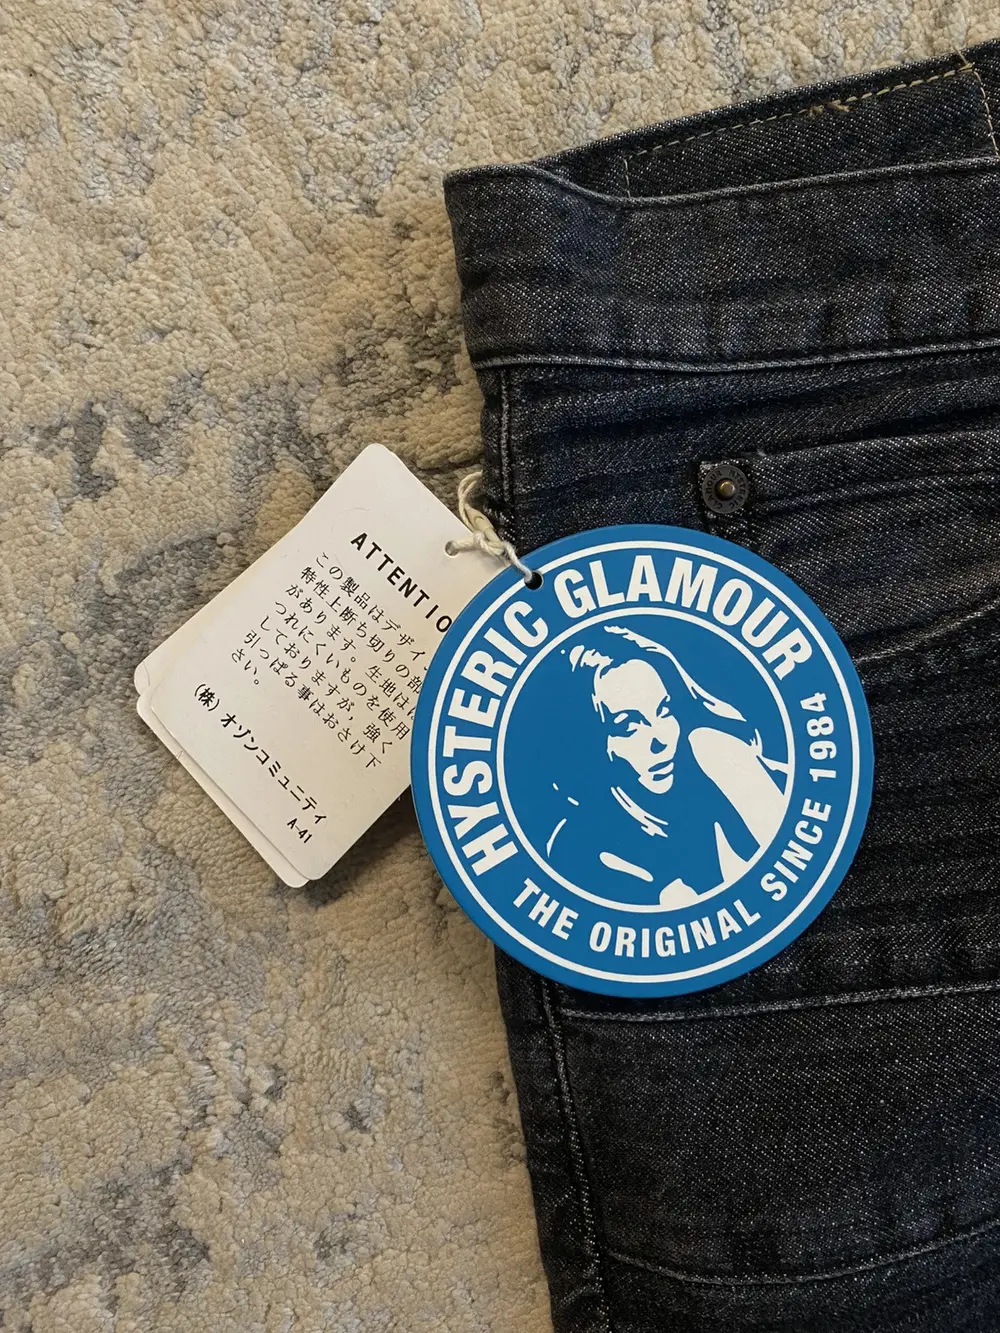 ATTENTIO
この製品はデザイン
特性上断ち切りの部
があります。生地はほ
つれにくいものを使用
しておりますが、強く
引っぱる事はおさけ下
さい。
(株)オゾンコミュニティ
A-41
HYSTERIC GLAMOUR
THE ORIGINAL SINCE 1984